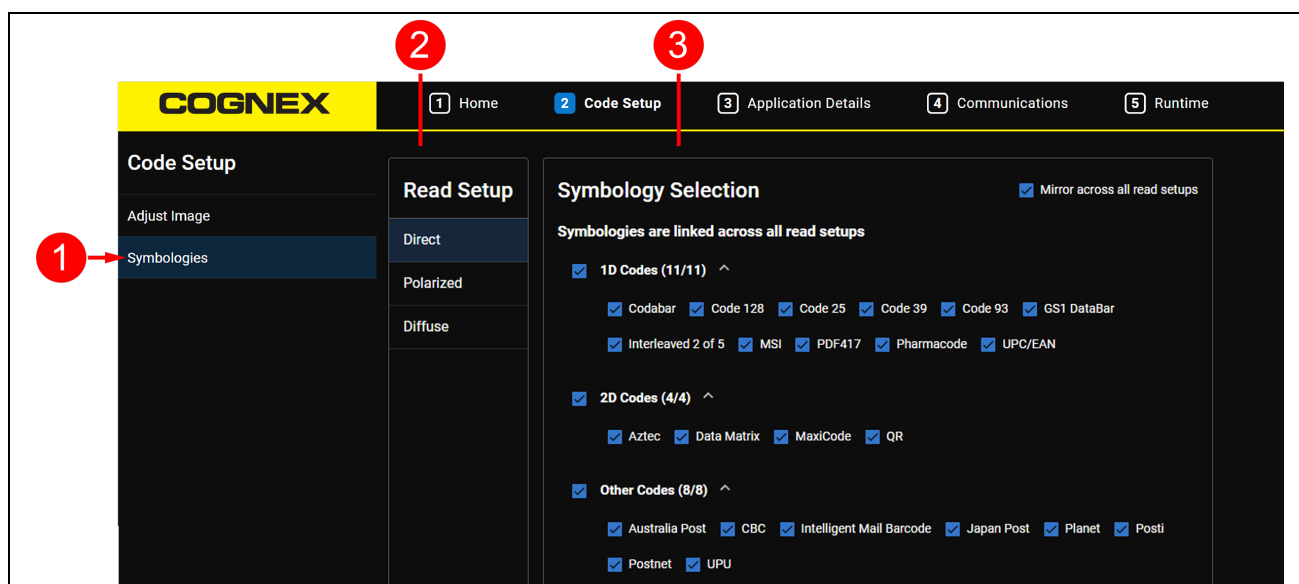 2 3
COGNEX 1 Home 2 Code Setup 3 Application Details 4 Communications 5 Runtime
Code Setup
Adjust Image
1 Symbologies
Read Setup
Direct
Polarized
Diffuse
Symbology Selection Mirror across all read setups
Symbologies are linked across all read setups
1D Codes (11/11)
Codabar Code 128 Code 25 Code 39 Code 93 GS1 DataBar
Interleaved 2 of 5 MSI PDF417 Pharmacode UPC/EAN
2D Codes (4/4)
Aztec Data Matrix MaxiCode QR
Other Codes (8/8)
Australia Post CBC Intelligent Mail Barcode Japan Post Planet Posti
Postnet UPU